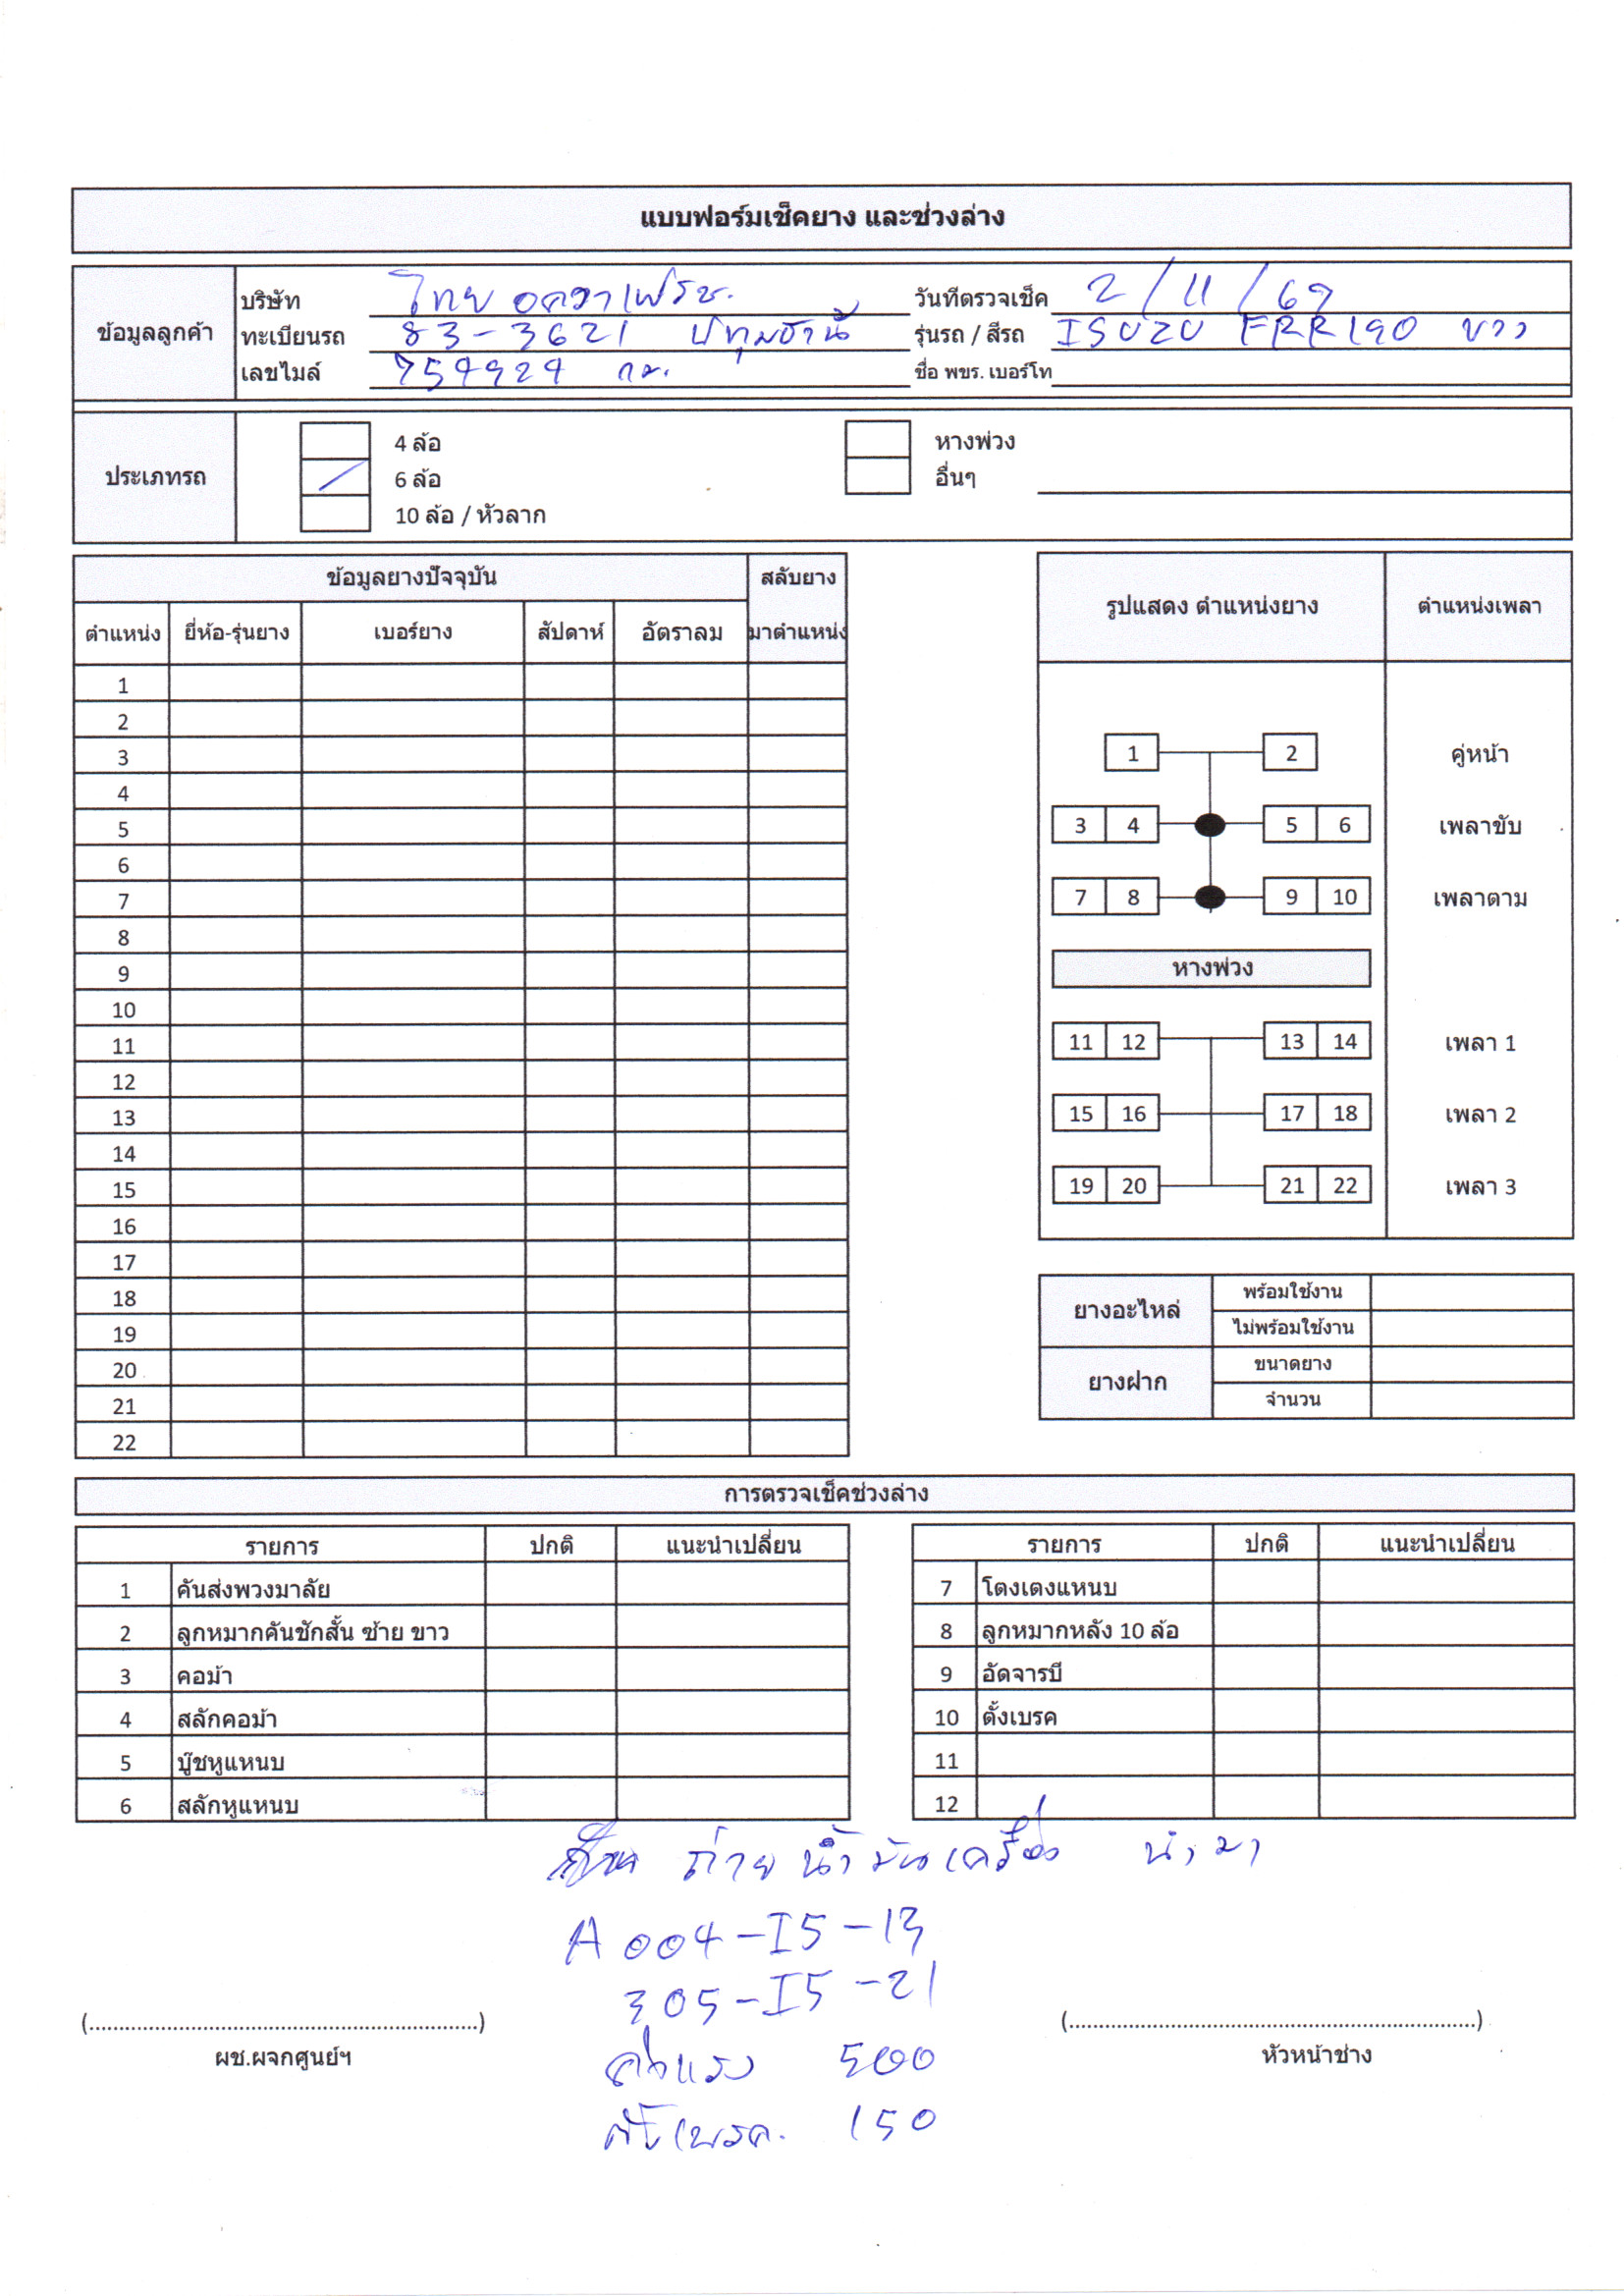 แบบฟอร์มเช็คยาง และช่วงล่าง
ข้อมูลลูกค้า
บริษัท ไทย อควาเฟรช. วันที่ตรวจเช็ค 2/11/67
ทะเบียนรถ 83-3621 ปทุมธานี รุ่นรถ / สีรถ ISUZU FRR190 ขาว
เลขไมล์ กม. ชื่อ พขร. เบอร์โท
ประเภทรถ
4 ล้อ หางพ่วง
6 ล้อ อื่นๆ
10 ล้อ / หัวลาก
ข้อมูลยางปัจจุบัน สลับยาง
ตำแหน่ง ยี่ห้อ-รุ่นยาง เบอร์ยาง สัปดาห์ อัตราลม มาตำแหน่ง
1
2
3
4
5
6
7
8
9
10
11
12
13
14
15
16
17
18
19
20
21
22
รูปแสดง ตำแหน่งยาง ตำแหน่งเพลา
1 2 คู่หน้า
3 4 5 6 เพลาขับ
7 8 9 10 เพลาตาม
หางพ่วง
11 12 13 14 เพลา 1
15 16 17 18 เพลา 2
19 20 21 22 เพลา 3
ยางอะไหล่ พร้อมใช้งาน
ไม่พร้อมใช้งาน
ยางฝาก ขนาดยาง
จำนวน
การตรวจเช็คช่วงล่าง
รายการ ปกติ แนะนำเปลี่ยน
1 คันส่งพวงมาลัย
2 ลูกหมากคันชักสั้น ซ้าย ขาว
3 คอม้า
4 สลักคอม้า
5 บู๊ชหูแหนบ
6 สลักหูแหนบ
รายการ ปกติ แนะนำเปลี่ยน
7 โตงเตงแหนบ
8 ลูกหมากหลัง 10 ล้อ
9 อัดจารบี
10 ตั้งเบรค
11
12
ถ่ายน้ำมันเครื่อง นำมา
A 004-I5-13
305-I5-21
ค่าแรง 500
ตั้งเบรค. 150
(....................) (....................)
ผช.ผจกศูนย์ฯ หัวหน้าช่าง